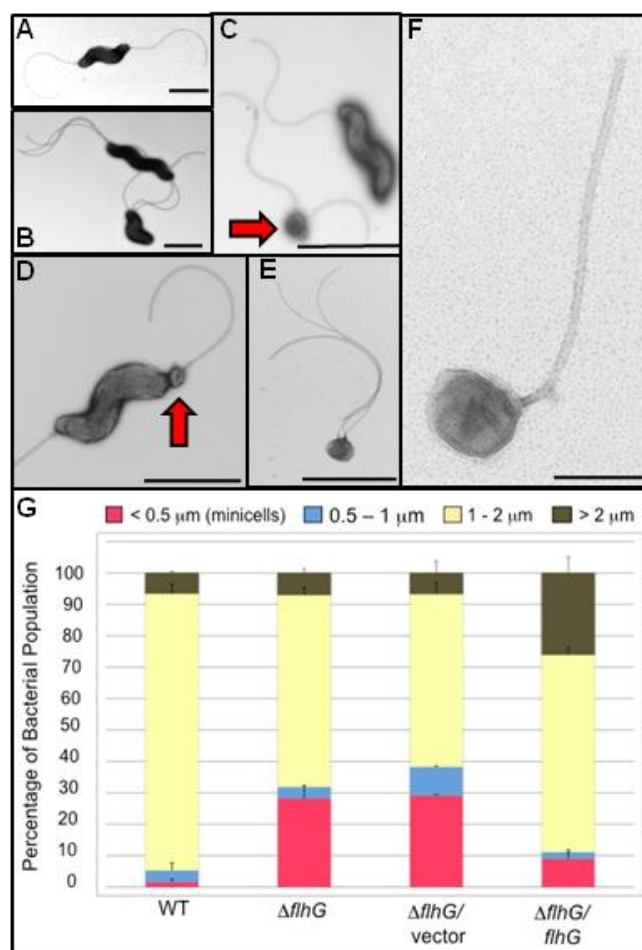 A
B
C
D
E
F
G
< 0.5 μm (minicells) 0.5 – 1 μm 1 - 2 μm > 2 μm
Percentage of Bacterial Population
100
90
80
70
60
50
40
30
20
10
0
WT
ΔflhG
ΔflhG/
vector
ΔflhG/
flhG